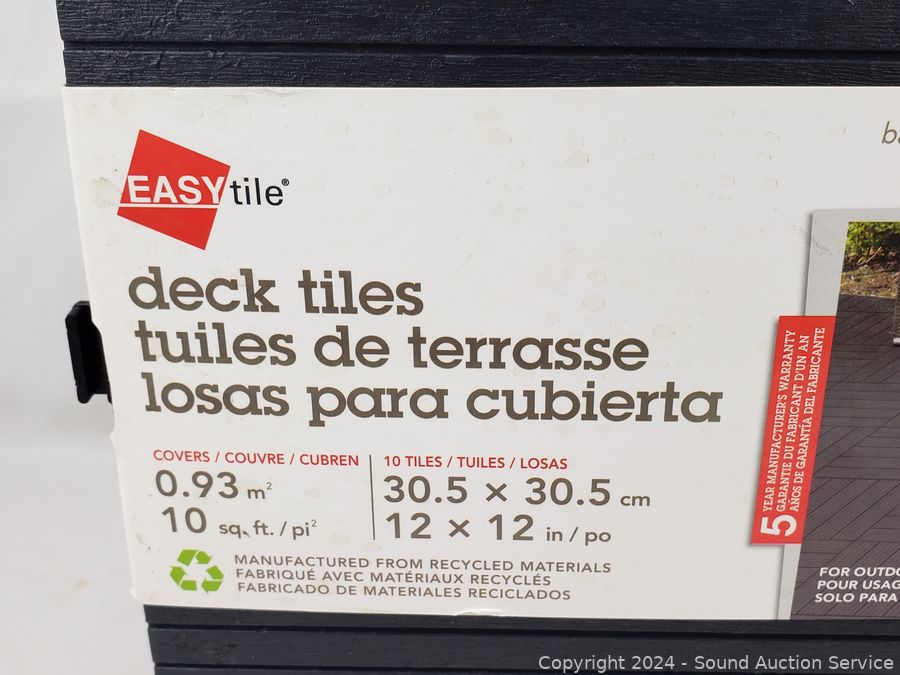 EASYtile®
deck tiles
tuiles de terrasse
losas para cubierta
COVERS / COUVRE / CUBREN
0.93 m²
10 sq. ft. / pi²
10 TILES / TUILES / LOSAS
30.5 × 30.5 cm
12 × 12 in / po
MANUFACTURED FROM RECYCLED MATERIALS
FABRIQUÉ AVEC MATÉRIAUX RECYCLÉS
FABRICADO DE MATERIALES RECICLADOS
5
YEAR MANUFACTURER'S WARRANTY
GARANTIE DU FABRICANT D'UN AN
AÑOS DE GARANTÍA DEL FABRICANTE
FOR
POUR
SOLO PARA
Copyright 2024 - Sound Auction Service